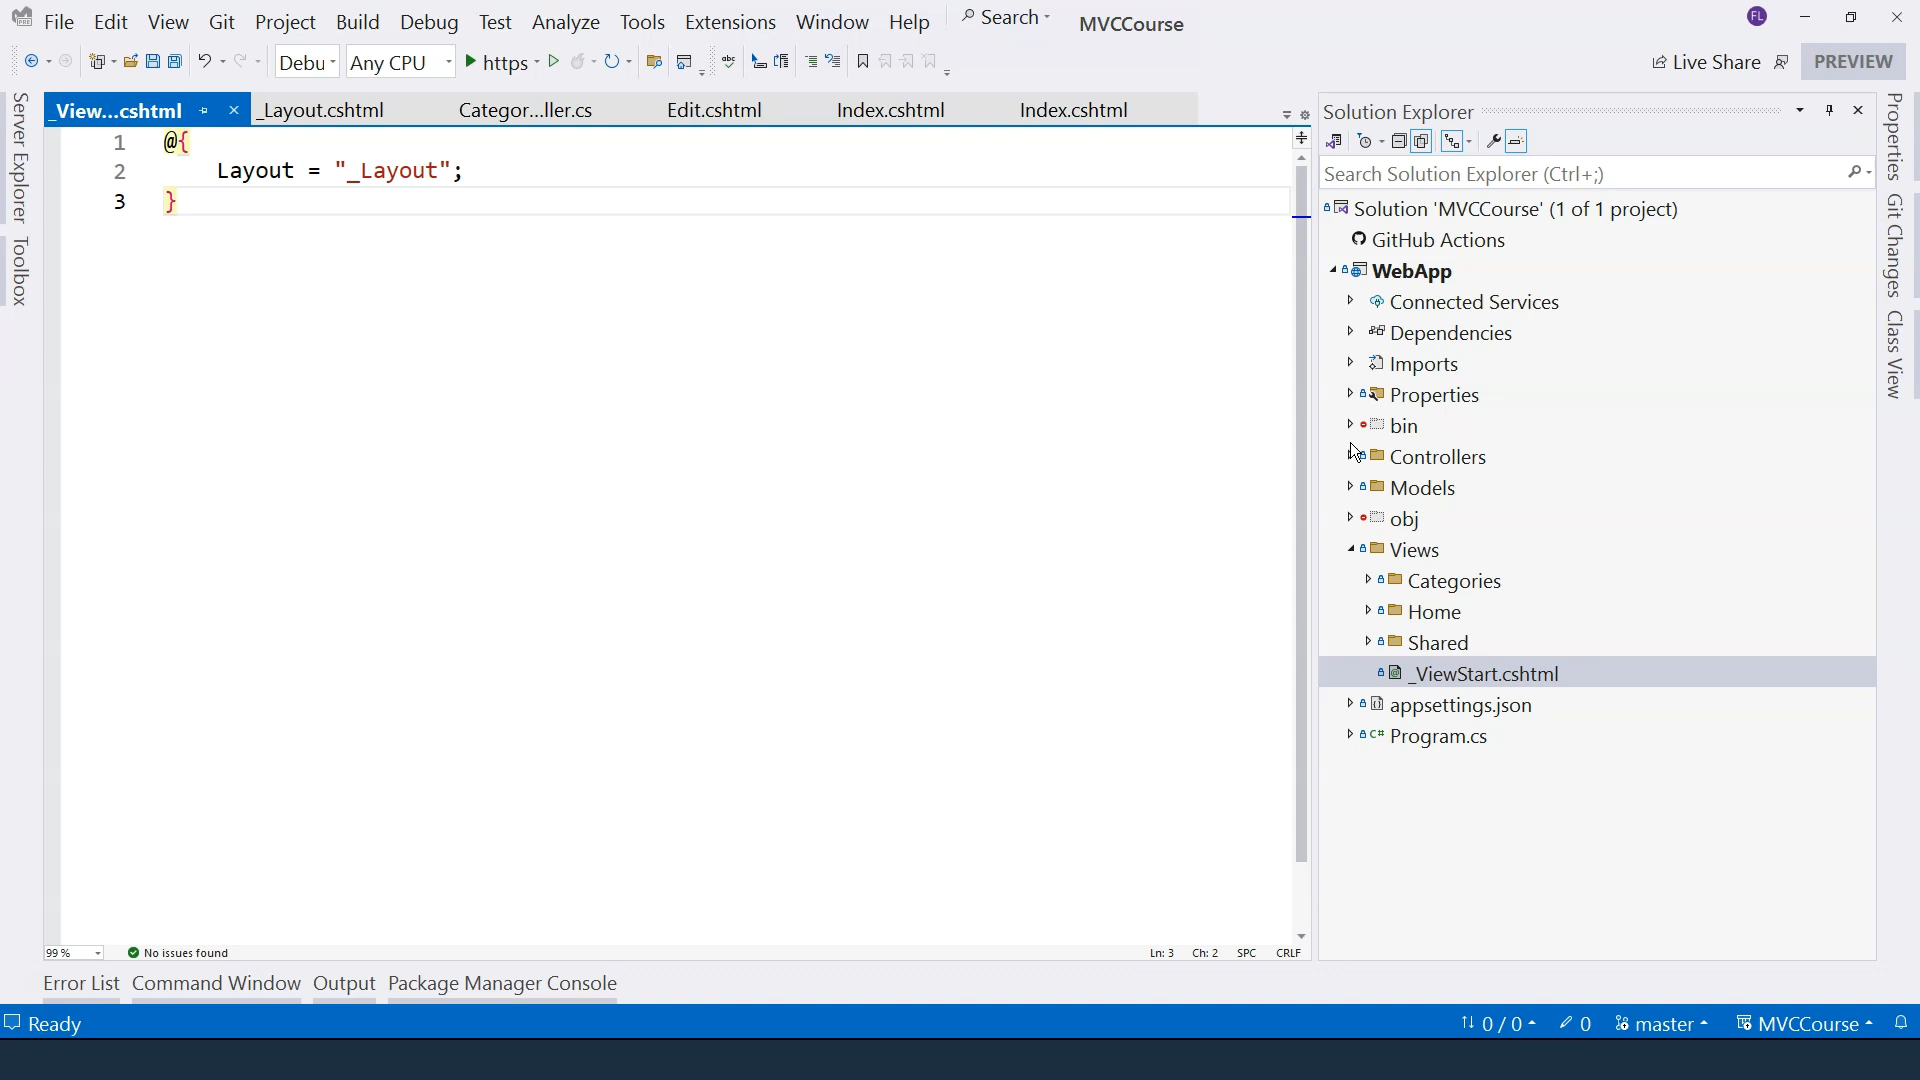 File Edit View Git Project Build Debug Test Analyze Tools Extensions Window Help Search MVCCourse FL
Debu Any CPU https Live Share PREVIEW
_View...cshtml _Layout.cshtml Categor...ller.cs Edit.cshtml Index.cshtml Index.cshtml
1 @{
2 Layout = "_Layout";
3 }
Server Explorer
Toolbox
Solution Explorer
Search Solution Explorer (Ctrl+;)
Solution 'MVCCourse' (1 of 1 project)
GitHub Actions
WebApp
Connected Services
Dependencies
Imports
Properties
bin
Controllers
Models
obj
Views
Categories
Home
Shared
_ViewStart.cshtml
appsettings.json
C# Program.cs
Properties
Git Changes
Class View
99 % No issues found Ln: 3 Ch: 2 SPC CRLF
Error List Command Window Output Package Manager Console
Ready 0 / 0 0 master MVCCourse